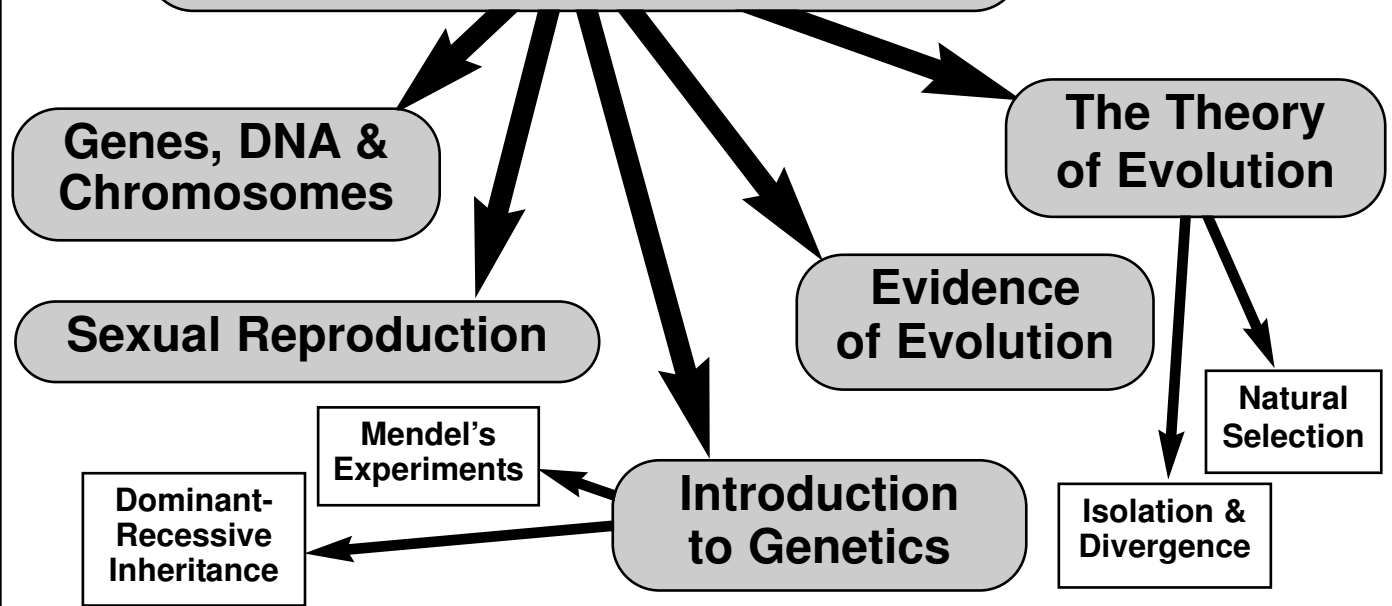 Genes, DNA &
Chromosomes
The Theory
of Evolution
Sexual Reproduction
Evidence
of Evolution
Mendel's
Experiments
Dominant-
Recessive
Inheritance
Introduction
to Genetics
Natural
Selection
Isolation &
Divergence